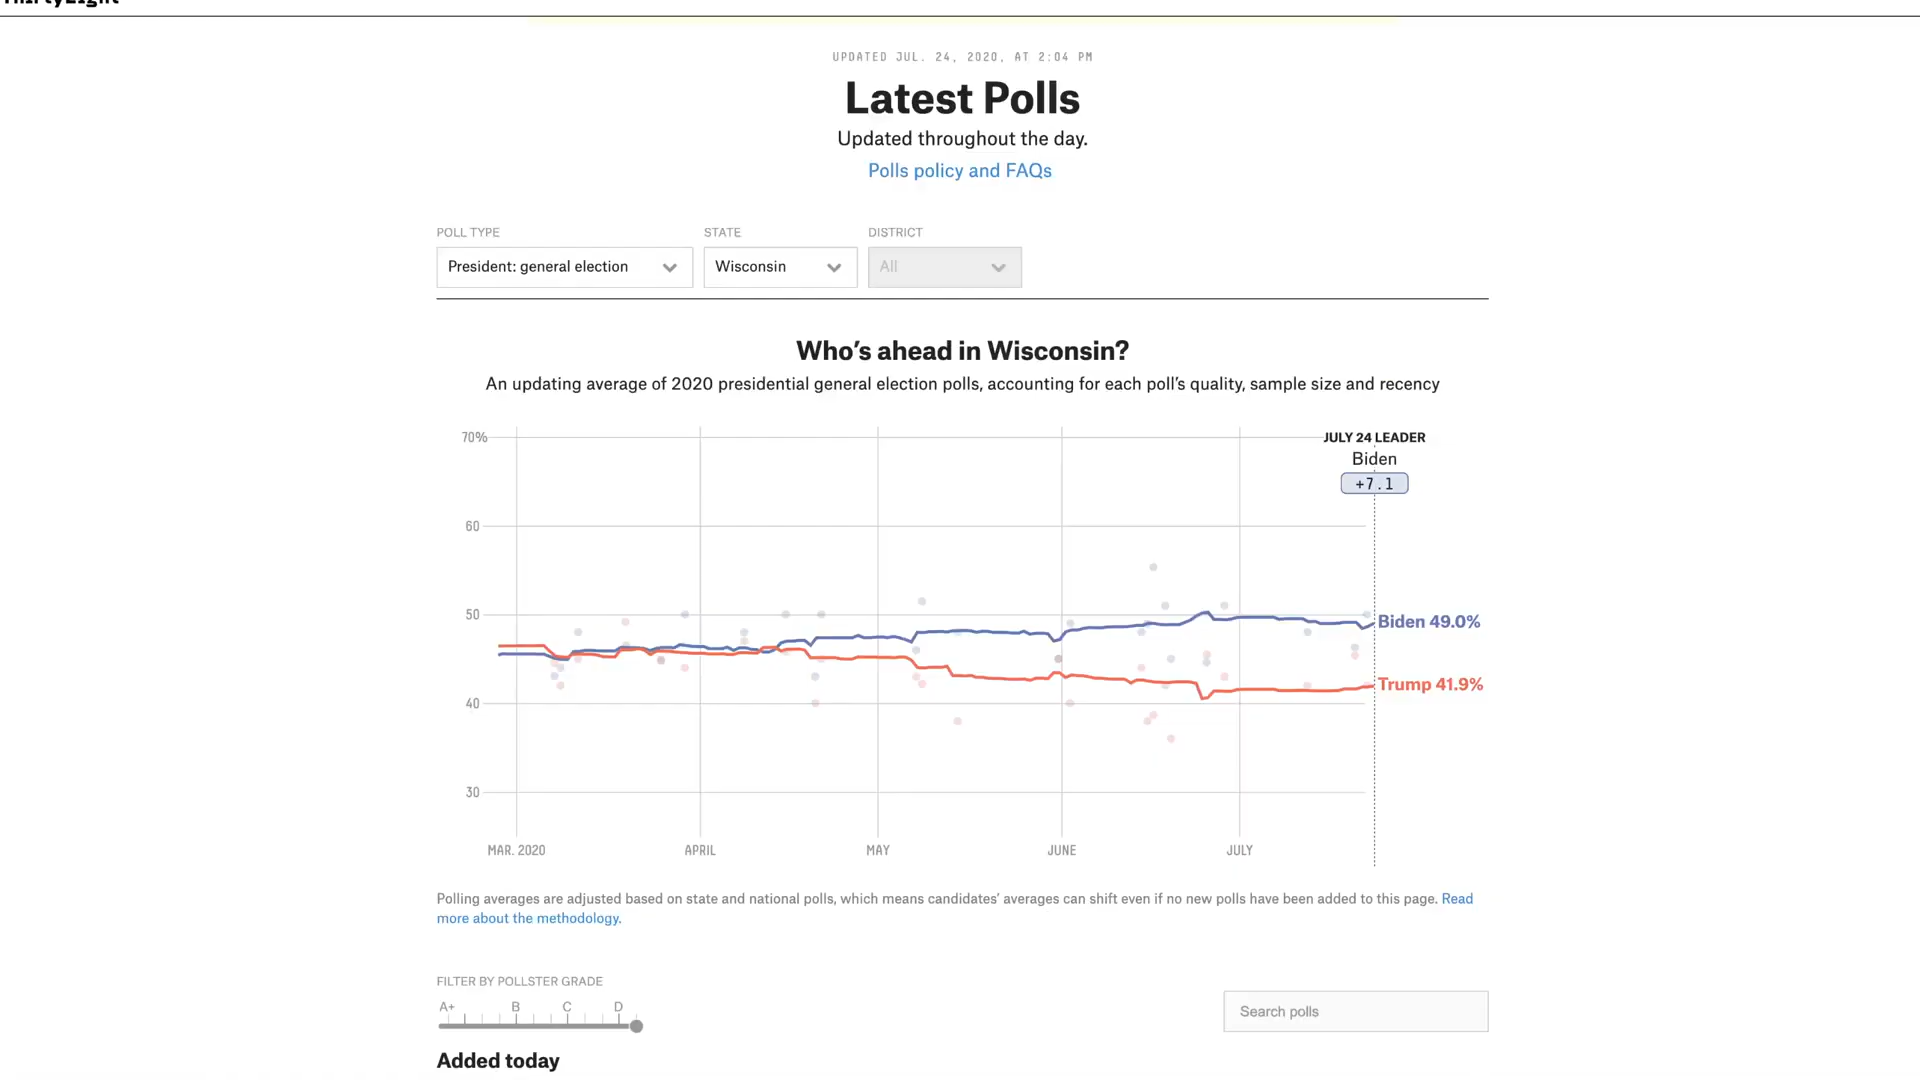 ThirtyEight
UPDATED JUL. 24, 2020, AT 2:04 PM
Latest Polls
Updated throughout the day.
Polls policy and FAQs
POLL TYPE
STATE
DISTRICT
President: general election
Wisconsin
All
Who's ahead in Wisconsin?
An updating average of 2020 presidential general election polls, accounting for each poll's quality, sample size and recency
70%
JULY 24 LEADER
Biden
+7.1
60
50
Biden 49.0%
Trump 41.9%
40
30
MAR. 2020
APRIL
MAY
JUNE
JULY
Polling averages are adjusted based on state and national polls, which means candidates' averages can shift even if no new polls have been added to this page. Read
more about the methodology.
FILTER BY POLLSTER GRADE
A+
B
C
D
Search polls
Added today